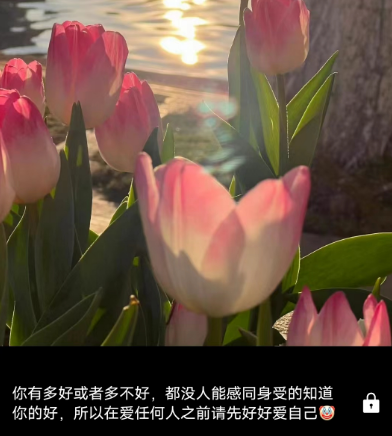 你有多好或者多不好，都没人能感同身受的知道
你的好，所以在爱任何人之前请先好好爱自己🤡